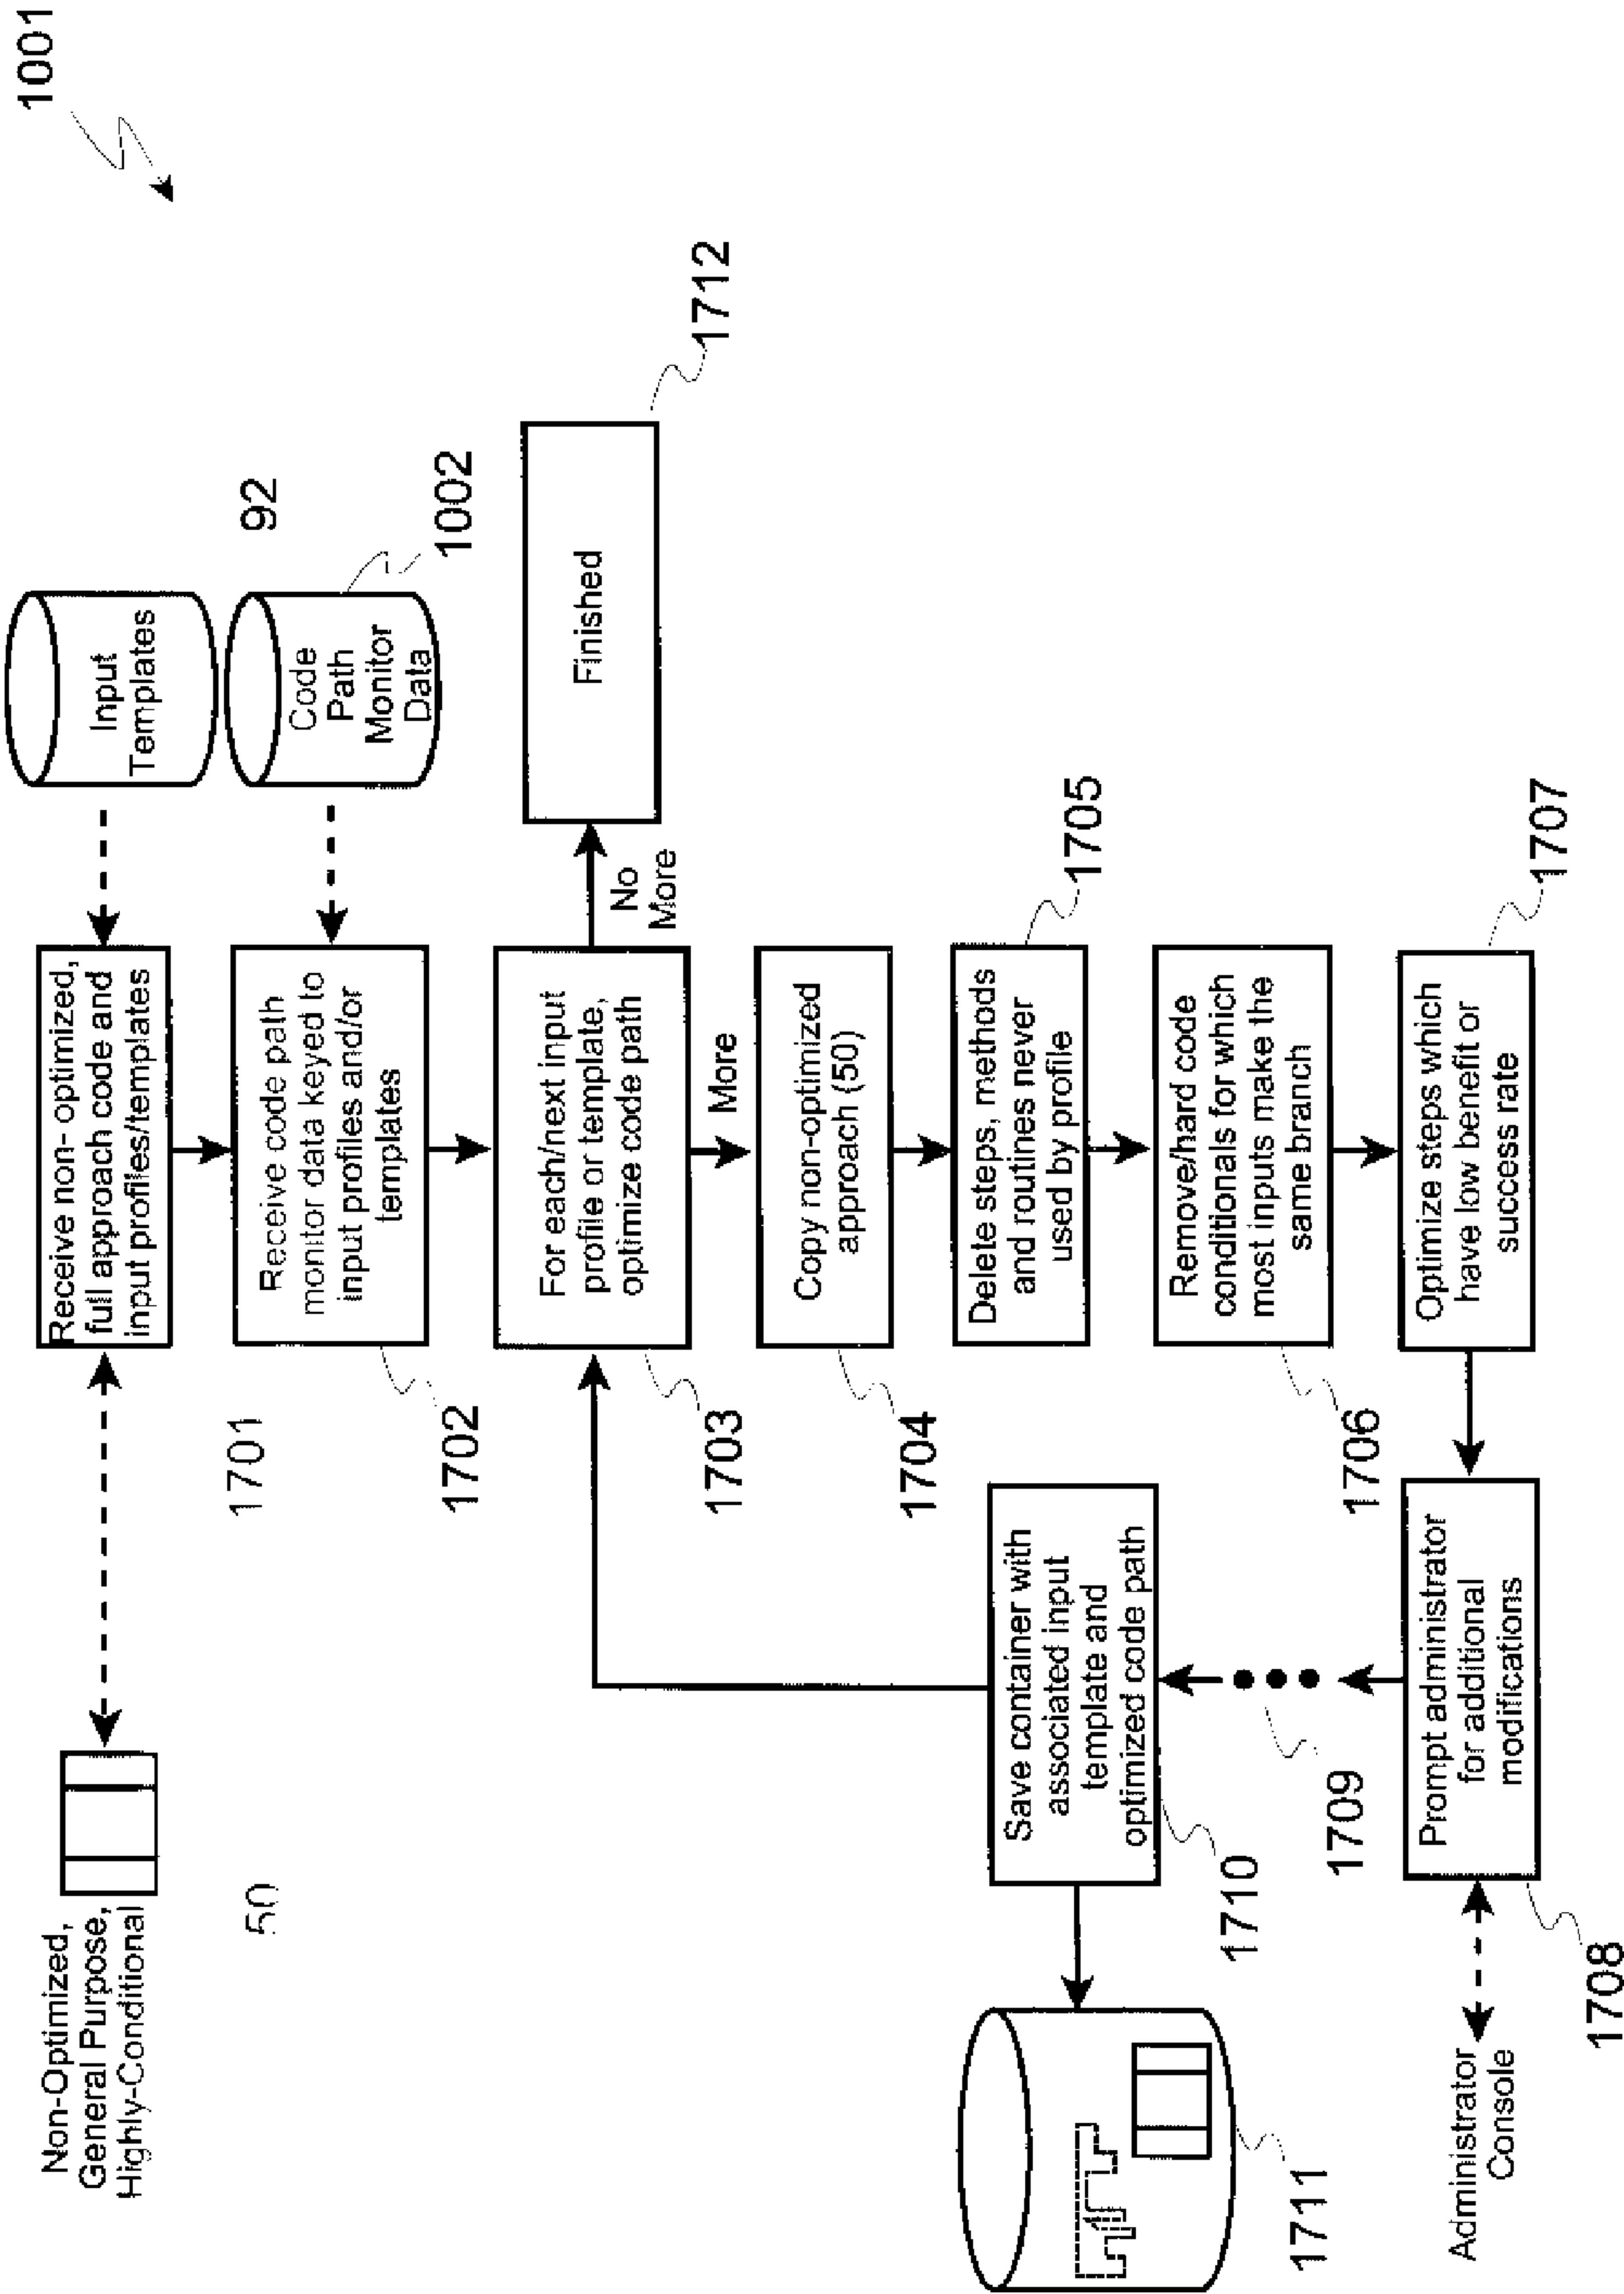 1001
Non-Optimized,
General Purpose,
Highly-Conditional
50
Receive non- optimized,
full approach code and
input profiles/templates
1701
Input
Templates
92
Receive code path
monitor data keyed to
input profiles and/or
templates
1702
Code
Path
Monitor
Data
1002
For each/next input
profile or template,
optimize code path
1703
No
More
Finished
1712
More
Copy non-optimized
approach (50)
1704
Delete steps, methods
and routines never
used by profile
1705
Remove/hard code
conditionals for which
most inputs make the
same branch
1706
Optimize steps which
have low benefit or
success rate
1707
Prompt administrator
for additional
modifications
1708
Administrator
Console
1709
Save container with
associated input
template and
optimized code path
1710
1711